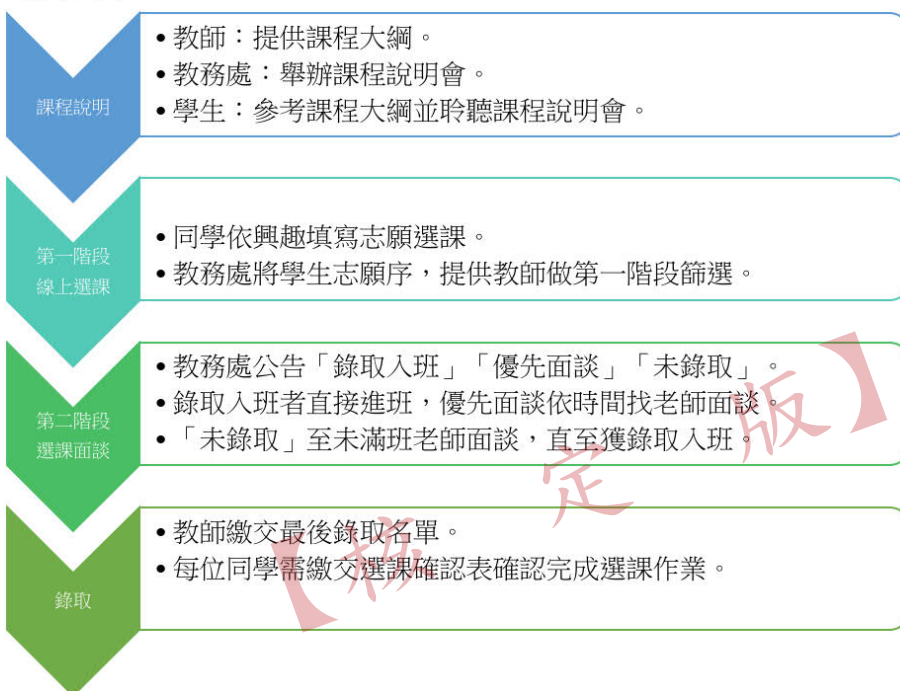 課程說明
• 教師：提供課程大綱。
• 教務處：舉辦課程說明會。
• 學生：參考課程大綱並聆聽課程說明會。
第一階段
線上選課
• 同學依興趣填寫志願選課。
• 教務處將學生志願序，提供教師做第一階段篩選。
第二階段
選課面談
• 教務處公告「錄取入班」「優先面談」「未錄取」。
• 錄取入班者直接進班，優先面談依時間找老師面談。
• 「未錄取」至未滿班老師面談，直至獲錄取入班。
錄取
• 教師繳交最後錄取名單。
• 每位同學需繳交選課確認表確認完成選課作業。
【核定版】